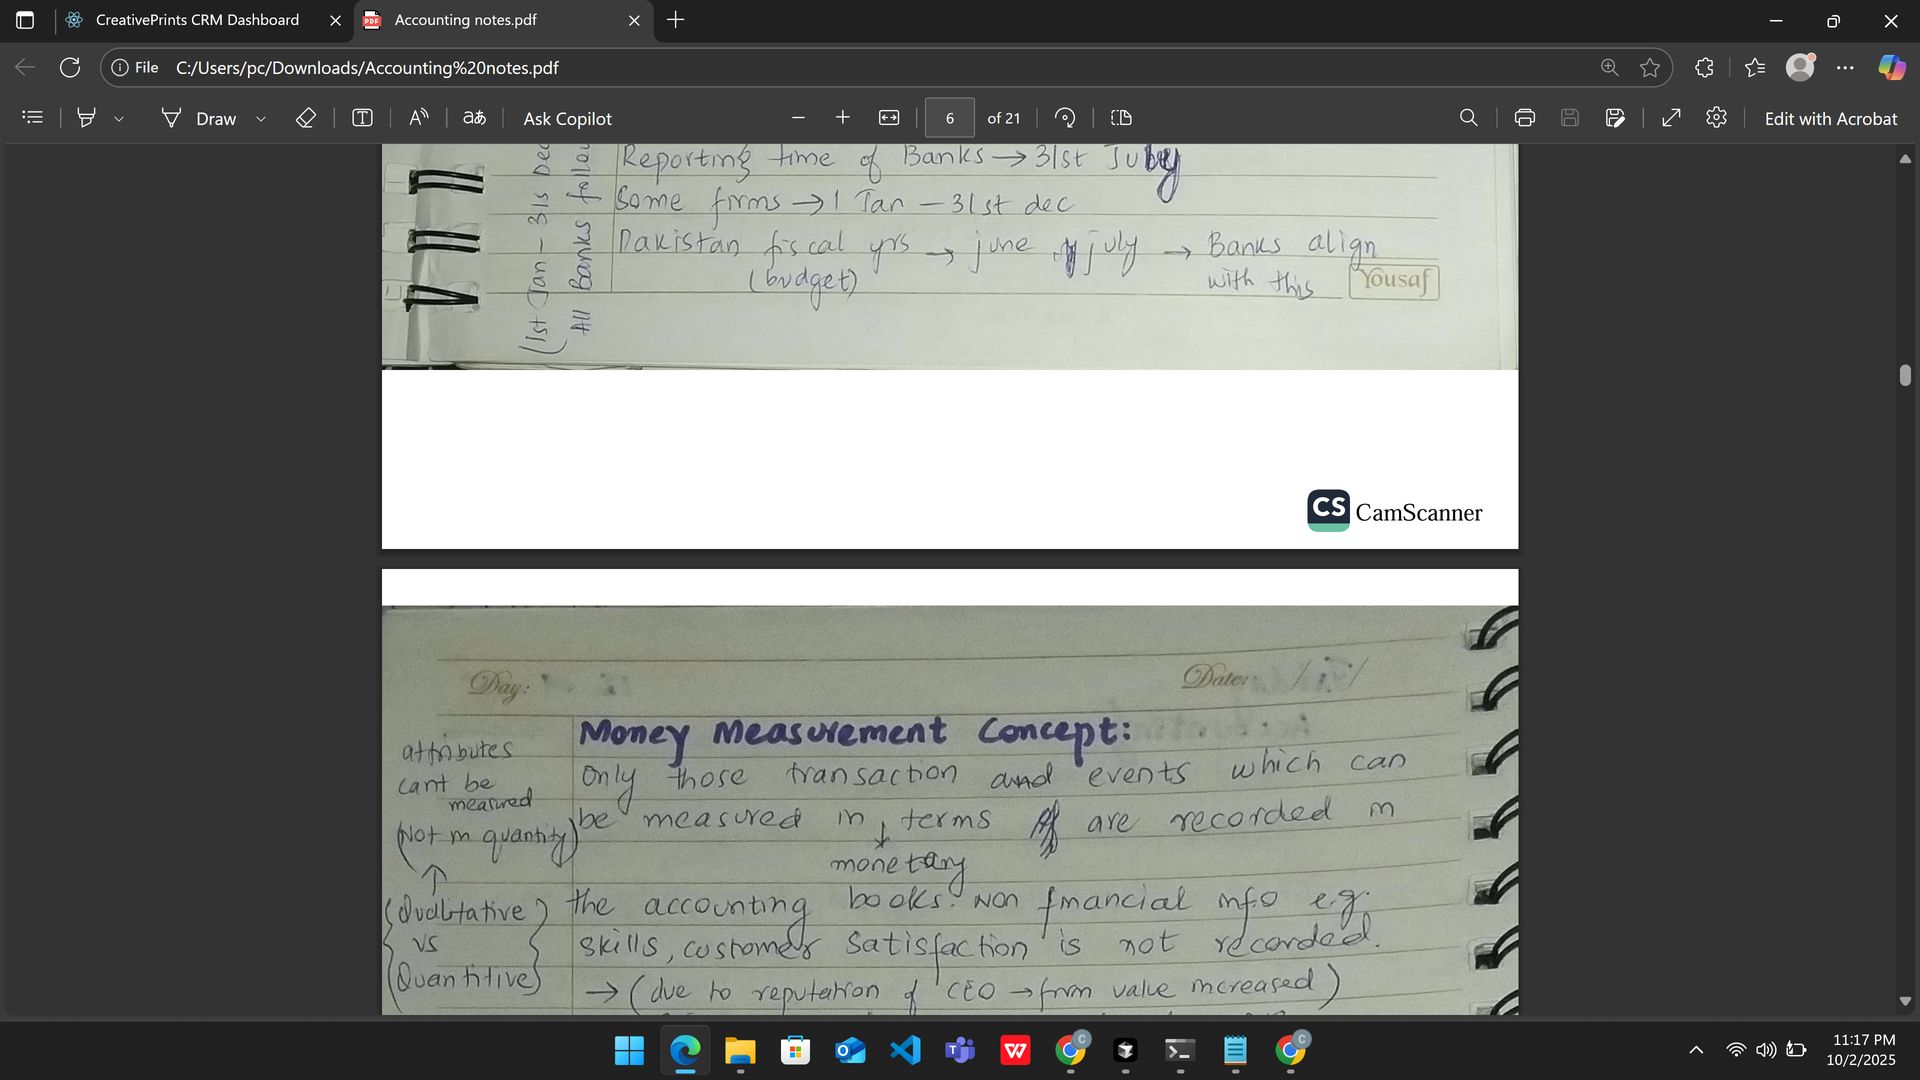 CreativePrints CRM Dashboard
Accounting notes.pdf
File C:/Users/pc/Downloads/Accounting%20notes.pdf
Draw
Ask Copilot
6 of 21
Edit with Acrobat
(1st Jan - 31s Dec
All Banks follow
Reporting time of Banks → 31st July
Some firms → 1 Jan - 31st dec
Pakistan fiscal yrs → june july → Banks align
(budget) with this
Yousaf
CS CamScanner
Day: Date: / /
Money Measurement Concept:
attributes
cant be
measured
(Not in quantity)
↑
{Qualitative}
vs
{Quantitive}
Only those transaction and events which can
be measured in ↓ terms are recorded in
monetary
the accounting books. Non financial info e.g.
skills, customer satisfaction is not recorded.
→ (due to reputation of CEO → firm value increased)
11:17 PM
10/2/2025